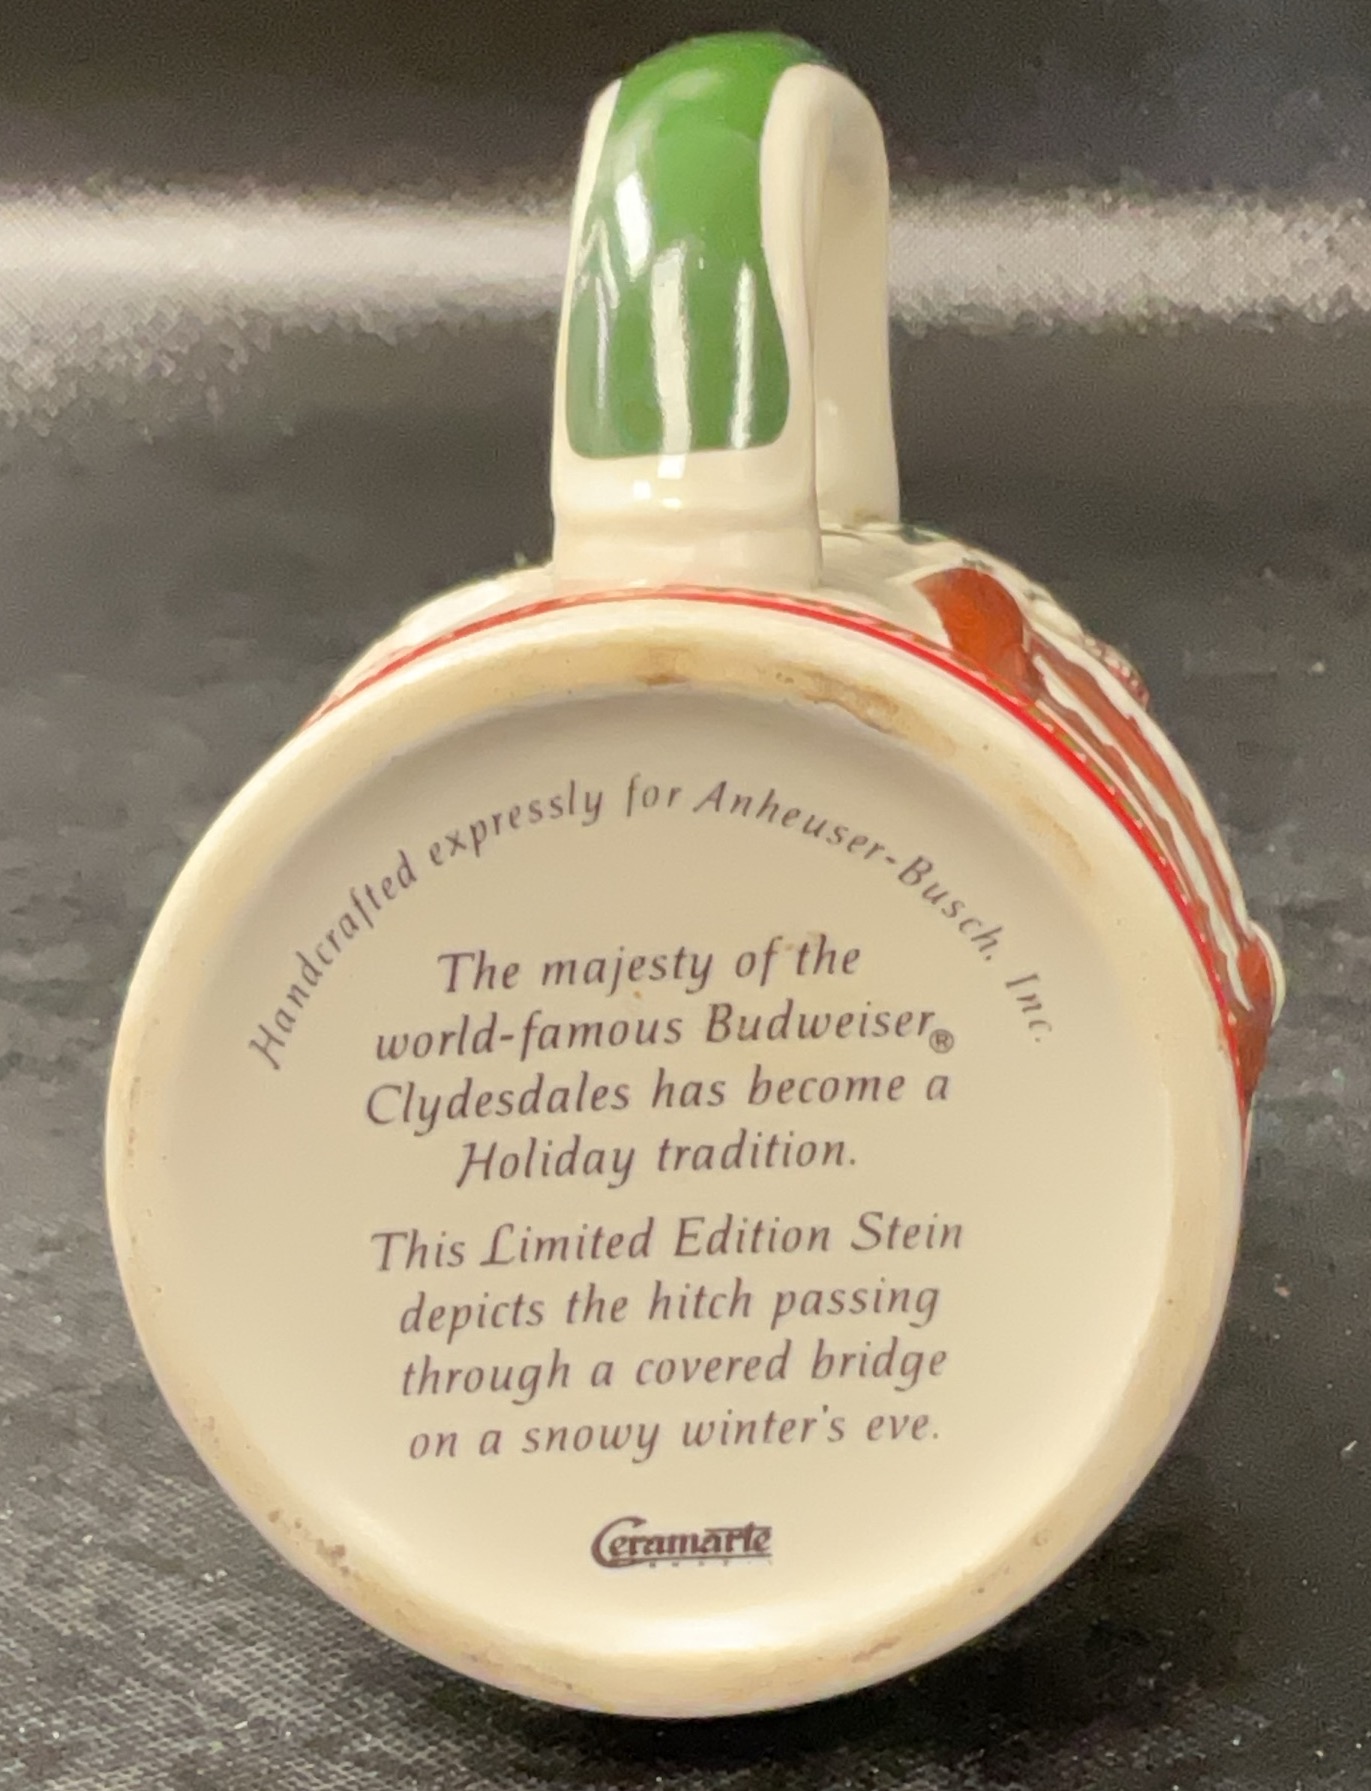 Handcrafted expressly for Anheuser-Busch, Inc.
The majesty of the
world-famous Budweiser®
Clydesdales has become a
Holiday tradition.
This Limited Edition Stein
depicts the hitch passing
through a covered bridge
on a snowy winter's eve.
Ceramarte